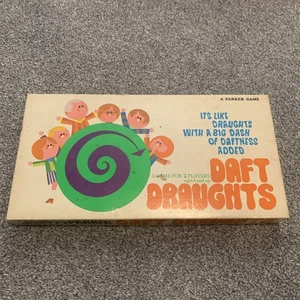 A PARKER GAME
IT'S LIKE
DRAUGHTS
WITH A BIG DASH
OF DAFTNESS
ADDED
A GAME FOR 2 PLAYERS
DAFT
DRAUGHTS